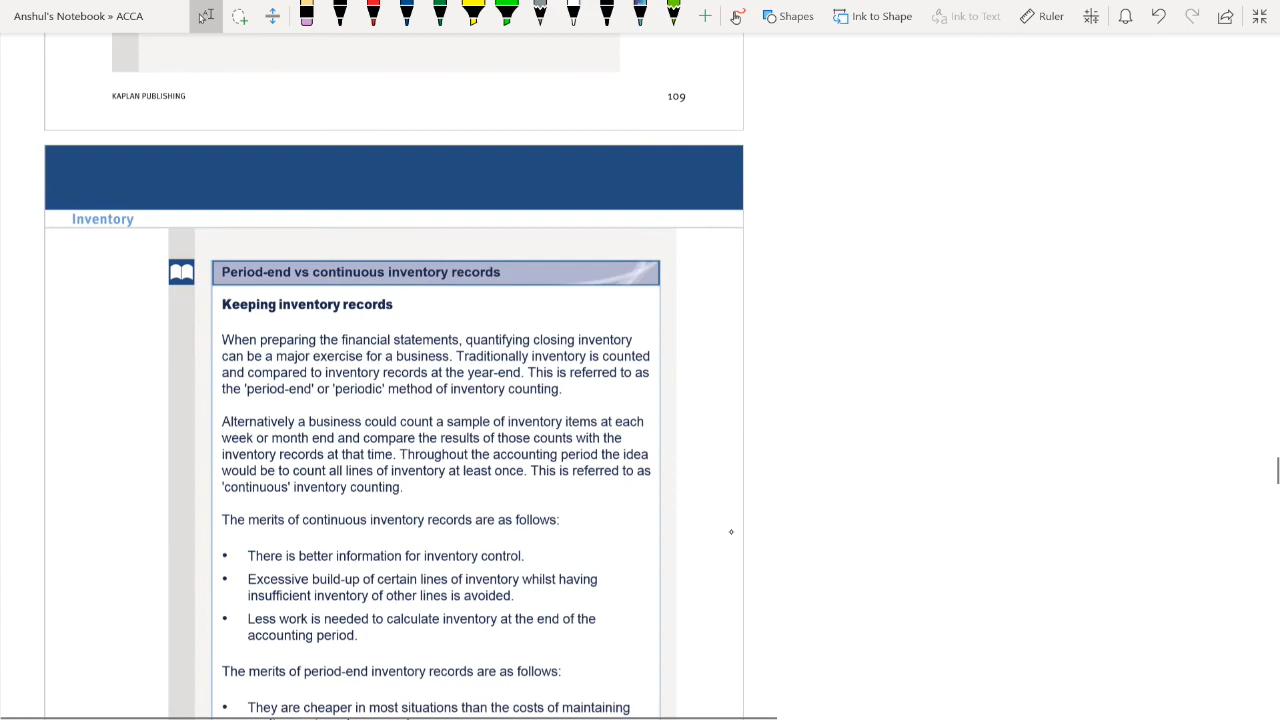 Anshul's Notebook » ACCA
Shapes
Ink to Shape
Ink to Text
Ruler
KAPLAN PUBLISHING
109
Inventory
Period-end vs continuous inventory records
Keeping inventory records
When preparing the financial statements, quantifying closing inventory
can be a major exercise for a business. Traditionally inventory is counted
and compared to inventory records at the year-end. This is referred to as
the 'period-end' or 'periodic' method of inventory counting.
Alternatively a business could count a sample of inventory items at each
week or month end and compare the results of those counts with the
inventory records at that time. Throughout the accounting period the idea
would be to count all lines of inventory at least once. This is referred to as
'continuous' inventory counting.
The merits of continuous inventory records are as follows:
• There is better information for inventory control.
• Excessive build-up of certain lines of inventory whilst having
insufficient inventory of other lines is avoided.
• Less work is needed to calculate inventory at the end of the
accounting period.
The merits of period-end inventory records are as follows:
• They are cheaper in most situations than the costs of maintaining